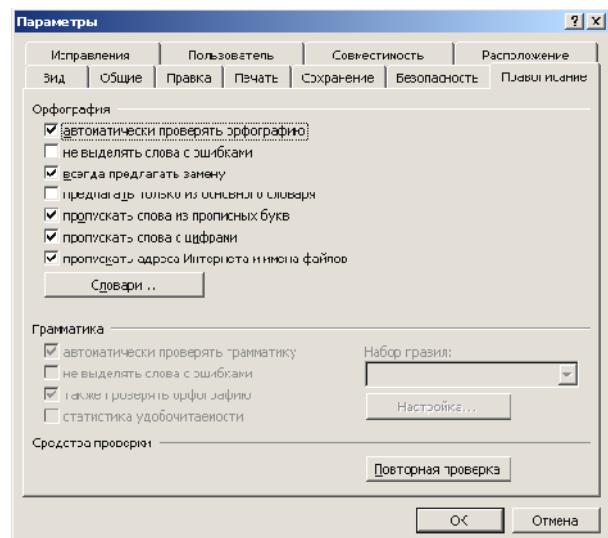 Параметры
Исправления Пользователь Совместимость Расположение
Вид Общие Правка Печать Сохранение Безопасность Правописание
Орфография
автоматически проверять орфографию
не выделять слова с ошибками
всегда предлагать замену
предлагать только из основного словаря
пропускать слова из прописных букв
пропускать слова с цифрами
пропускать адреса Интернета и имена файлов
Словари...
Грамматика
автоматически проверять грамматику Набор правил:
не выделять слова с ошибками
также проверять орфографию Настройка...
статистика удобочитаемости
Средства проверки
Повторная проверка
ОК Отмена